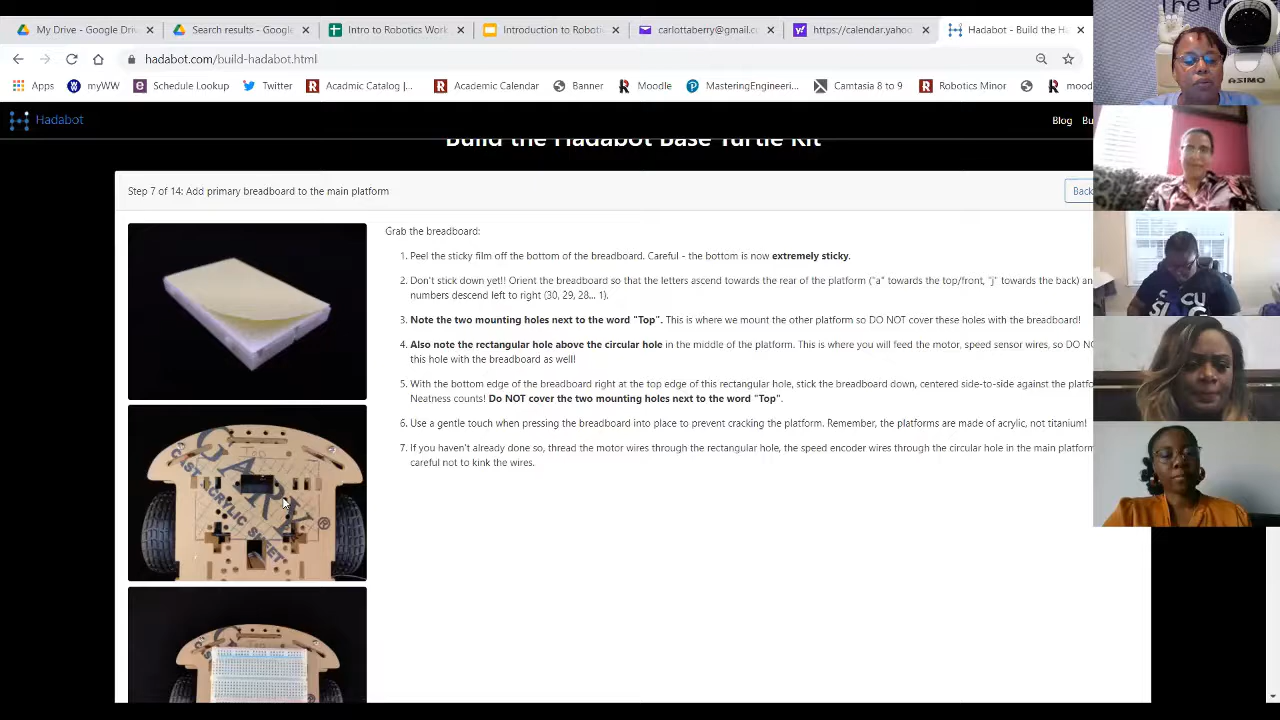 My Drive - Google Driv
Search results - Google
Intro to Robotics Work
Introduction to Robotic
carlottaberry@gmail.c
https://calendar.yahoo
Hadabot - Build the Ha
hadabot.com/build-hadabot.html
Apps
myWW
Schedule Lookup
Twitter
Acadmic Catalog |...
Academic Calenda
Banner
Moodle
MasteringEngineeri...
Camtasia 8 to 9
Robotics Minor
mood
Hadabot
Blog
Bu
Step 7 of 14: Add primary breadboard to the main platfor
Back
Grab the breadboard.
1. Peel the thin film off the bottom of the breadboard. Careful - the bottom is now extremely sticky.
2. Don't stick down yet!! Orient the breadboard so that the letters ascend towards the rear of the platform ("a" towards the top/front, "j" towards the back) an
numbers descend left to right (30, 29, 28... 1).
3. Note the two mounting holes next to the word "Top". This is where we mount the other platform so DO NOT cover these holes with the breadboard!
4. Also note the rectangular hole above the circular hole in the middle of the platform. This is where you will feed the motor, speed sensor wires, so DO NO
this hole with the breadboard as well!
5. With the bottom edge of the breadboard right at the top edge of this rectangular hole, stick the breadboard down, centered side-to-side against the platfo
Neatness counts! Do NOT cover the two mounting holes next to the word "Top".
6. Use a gentle touch when pressing the breadboard into place to prevent cracking the platform. Remember, the platforms are made of acrylic, not titanium!
7. If you haven't already done so, thread the motor wires through the rectangular hole, the speed encoder wires through the circular hole in the main platform
careful not to kink the wires.
The Po
ASIMO